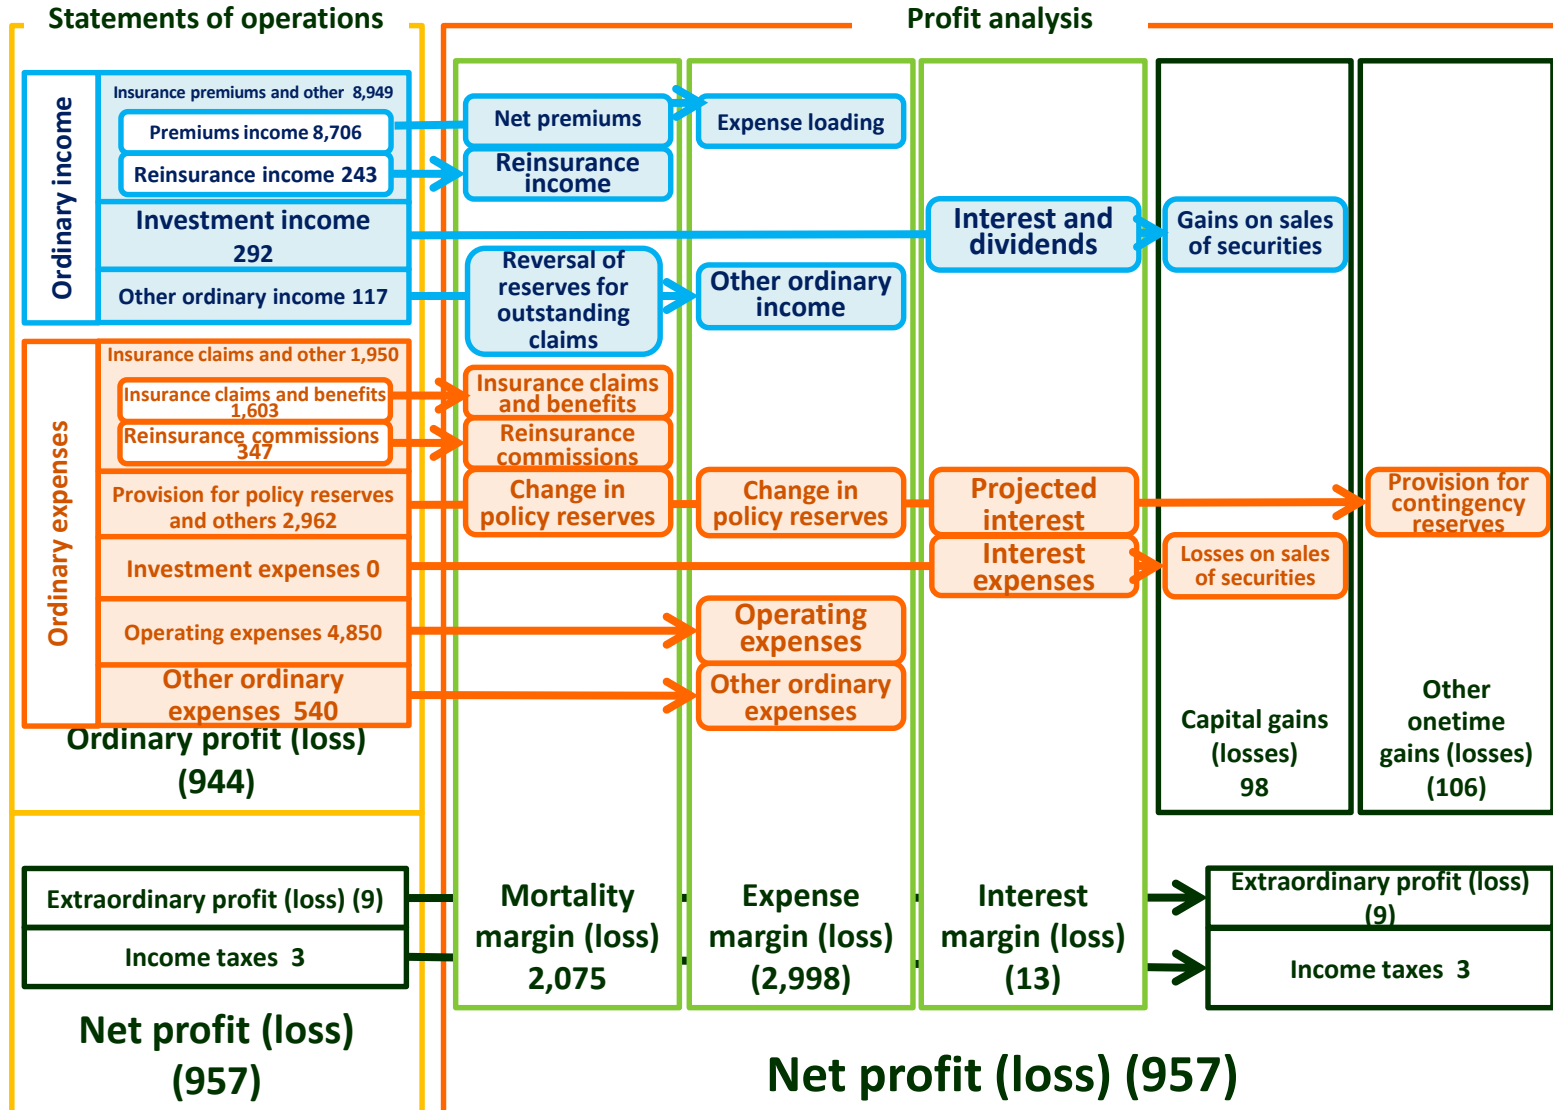 Statements of operations
Profit analysis
Ordinary income
Insurance premiums and other 8,949
Premiums income 8,706
Reinsurance income 243
Investment income
292
Other ordinary income 117
Net premiums
Expense loading
Reinsurance
income
Interest and
dividends
Gains on sales
of securities
Reversal of
reserves for
outstanding
claims
Other ordinary
income
Ordinary expenses
Insurance claims and other 1,950
Insurance claims and benefits
1,603
Reinsurance commissions
347
Provision for policy reserves
and others 2,962
Investment expenses 0
Operating expenses 4,850
Other ordinary
expenses 540
Insurance claims
and benefits
Reinsurance
commissions
Change in
policy reserves
Change in
policy reserves
Projected
interest
Provision for
contingency
reserves
Interest
expenses
Losses on sales
of securities
Operating
expenses
Other ordinary
expenses
Ordinary profit (loss)
(944)
Capital gains
(losses)
98
Other
onetime
gains (losses)
(106)
Extraordinary profit (loss) (9)
Income taxes 3
Mortality
margin (loss)
2,075
Expense
margin (loss)
(2,998)
Interest
margin (loss)
(13)
Extraordinary profit (loss)
(9)
Income taxes 3
Net profit (loss)
(957)
Net profit (loss) (957)